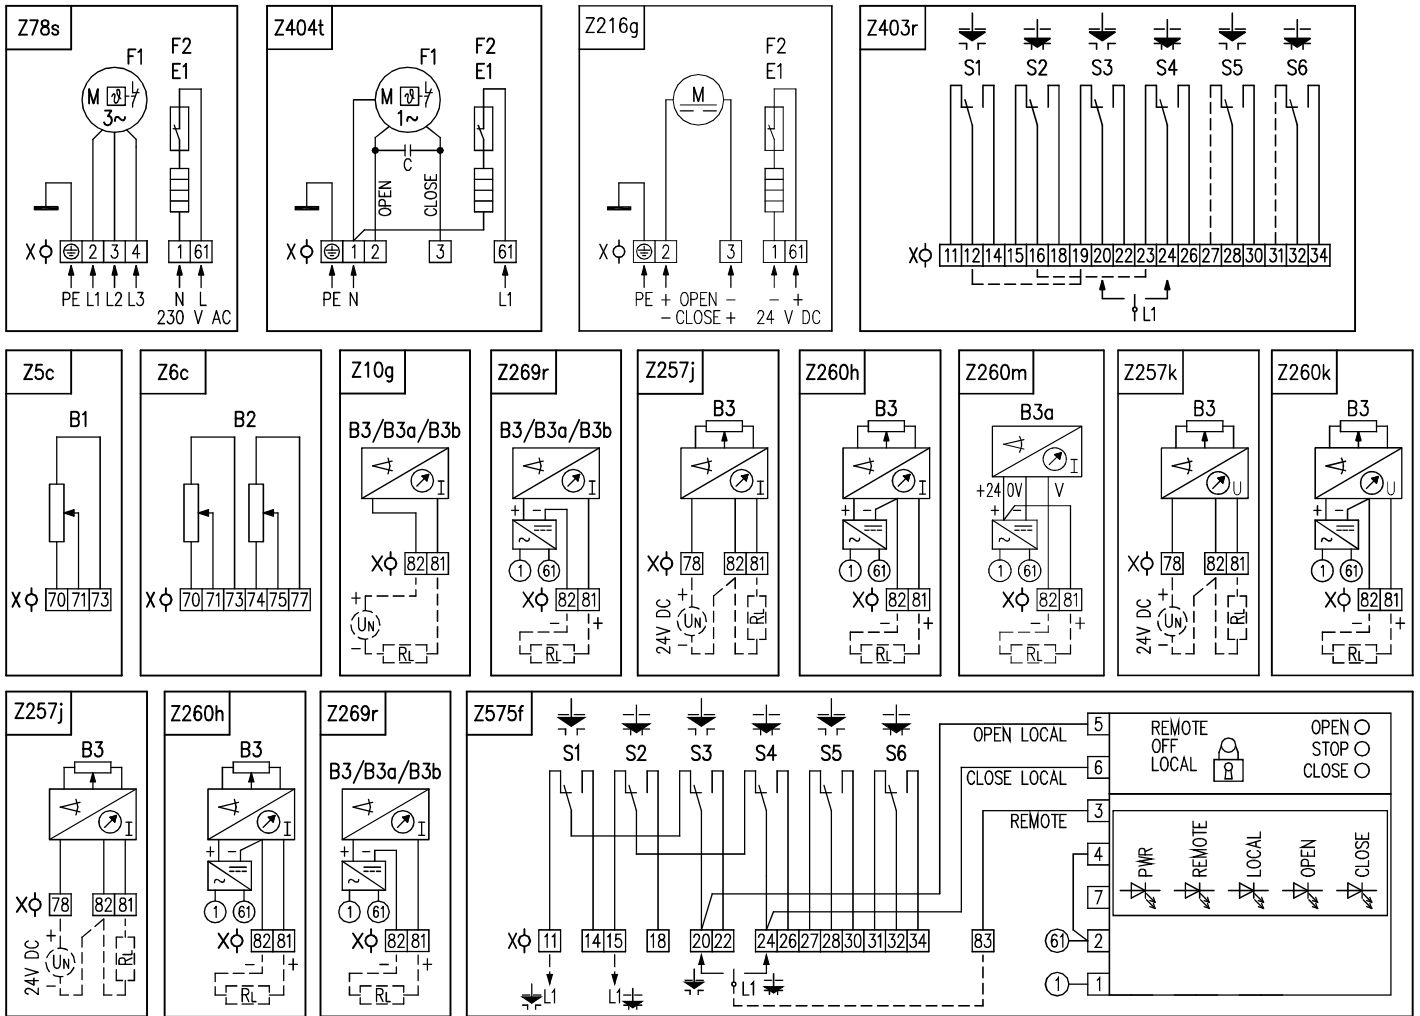 Z78s
F1
F2
E1
M
ϑ
3~
X
2 3 4 1 61
PE L1 L2 L3 N L
230 V AC
Z404t
F1
F2
E1
M
ϑ
1~
C
OPEN
CLOSE
X
1 2 3 61
PE N L1
Z216g
F2
E1
M
X
2 3 1 61
PE + OPEN - - +
- CLOSE + 24 V DC
Z403r
S1 S2 S3 S4 S5 S6
X
11 12 14 15 16 18 19 20 22 23 24 26 27 28 30 31 32 34
L1
Z5c
B1
X
70 71 73
Z6c
B2
X
70 71 73 74 75 77
Z10g
B3/B3a/B3b
I
X
82 81
+
UN
-
RL
Z269r
B3/B3a/B3b
I
+ -
~
1 61
X
82 81
- +
RL
Z257j
B3
I
X
78 82 81
24V DC
+
UN
-
RL
Z260h
B3
I
+ -
~
1 61
X
82 81
- +
RL
Z260m
B3a
I
+24 0V V
+ -
~
1 61
X
82 81
- +
RL
Z257k
B3
U
X
78 82 81
24V DC
+
UN
-
RL
Z260k
B3
U
+ -
~
1 61
X
82 81
- +
RL
Z257j
B3
I
X
78 82 81
24V DC
+
UN
-
RL
Z260h
B3
I
+ -
~
1 61
X
82 81
- +
RL
Z269r
B3/B3a/B3b
I
+ -
~
1 61
X
82 81
- +
RL
Z575f
S1 S2 S3 S4 S5 S6
OPEN LOCAL
CLOSE LOCAL
REMOTE
X
11 14 15 18 20 22 24 26 27 28 30 31 32 34 83
L1 L1 L1
5
6
3
4
7
61 2
1 1
REMOTE
OFF
LOCAL
OPEN
STOP
CLOSE
PWR
REMOTE
LOCAL
OPEN
CLOSE